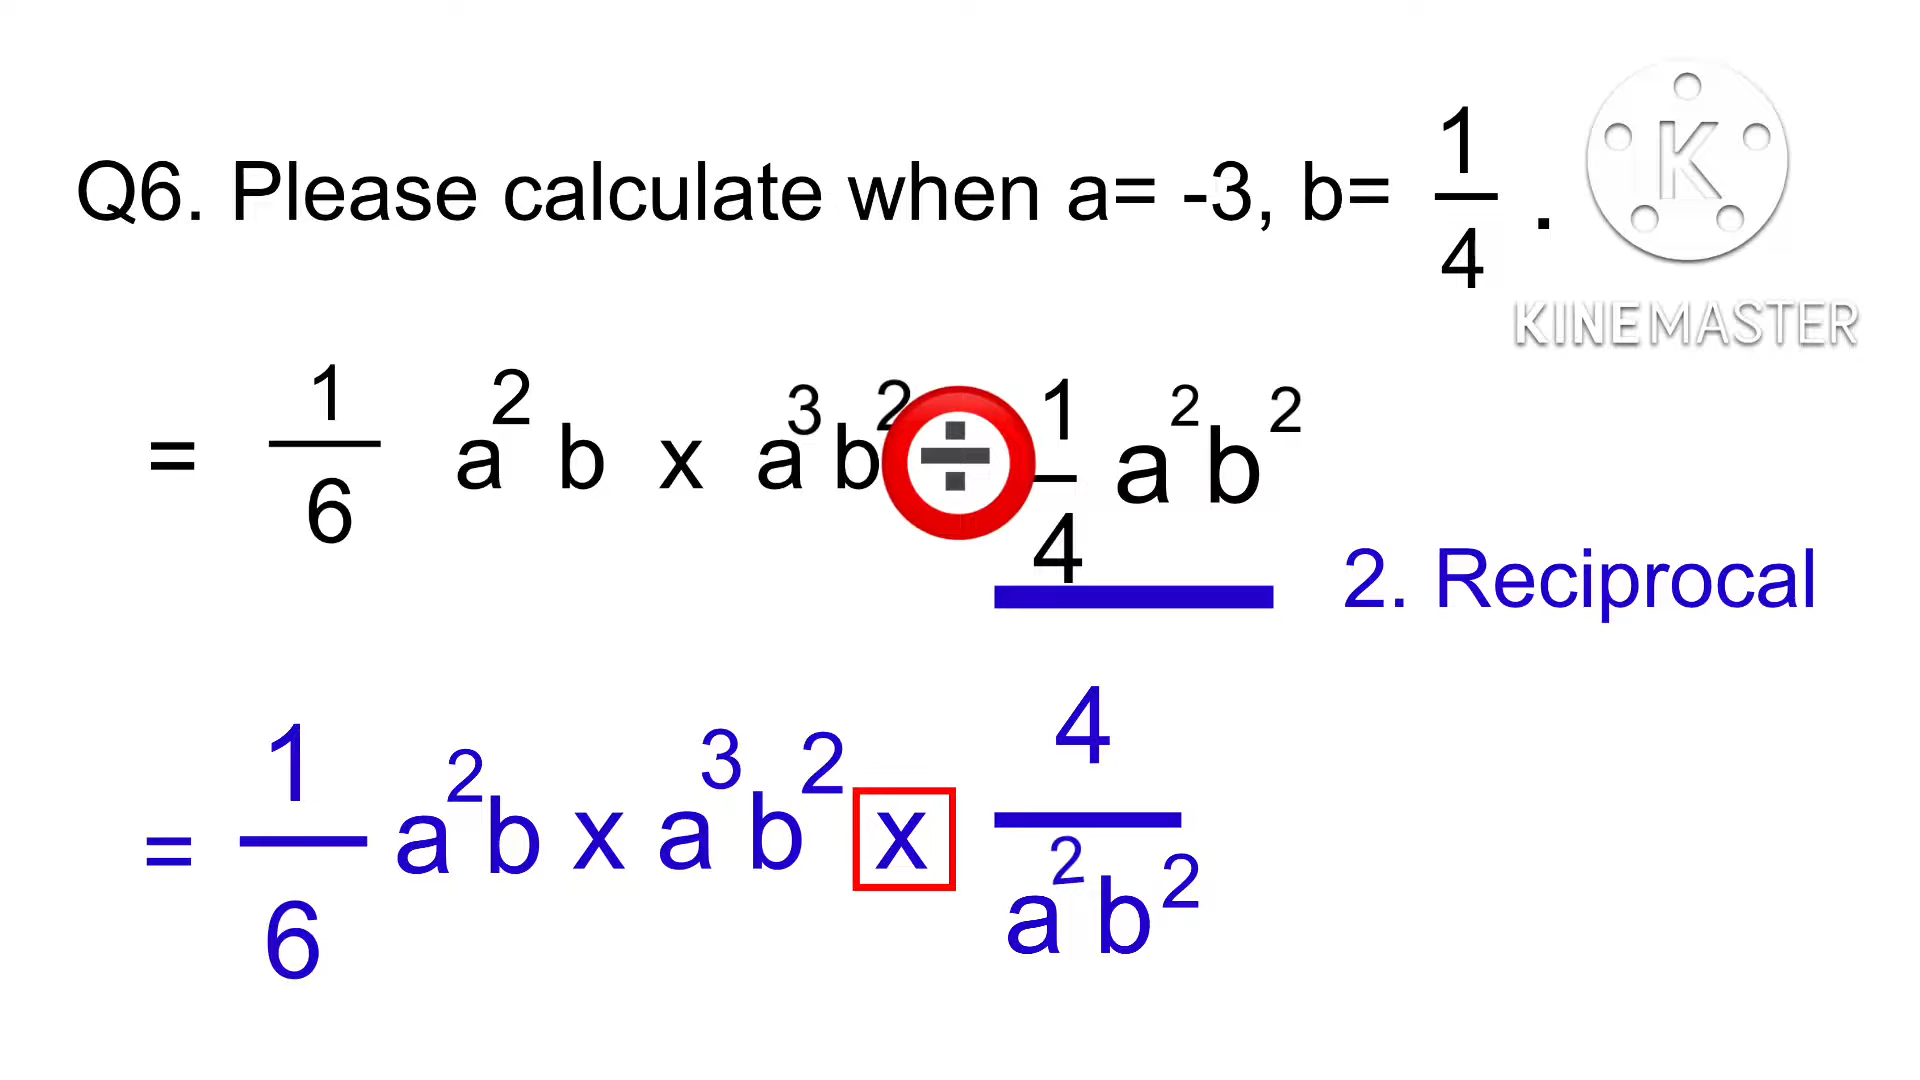 Q6. Please calculate when a= -3, b= 1/4 .
K
KINEMASTER
= 1/6 a² b x a³ b² ÷ 1/4 a² b²
2. Reciprocal
= 1/6 a² b x a³ b² x 4/a² b²